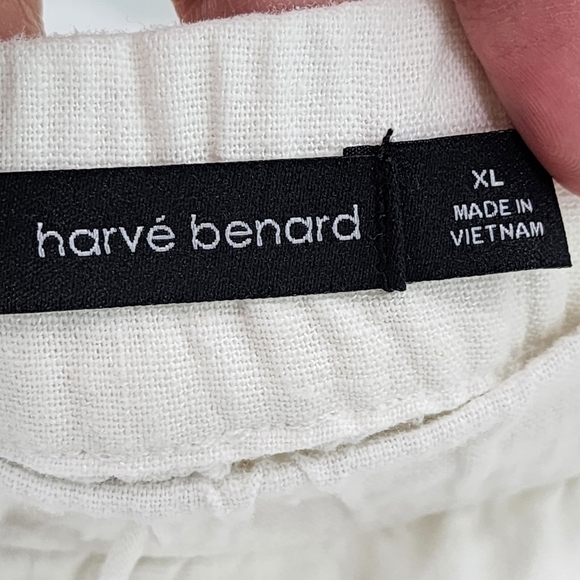 harvé benard
XL
MADE IN
VIETNAM